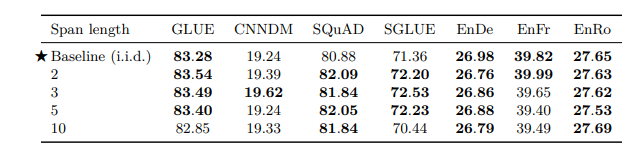 Span length GLUE CNNDM SQuAD SGLUE EnDe EnFr EnRo
★ Baseline (i.i.d.) 83.28 19.24 80.88 71.36 26.98 39.82 27.65
2 83.54 19.39 82.09 72.20 26.76 39.99 27.63
3 83.49 19.62 81.84 72.53 26.86 39.65 27.62
5 83.40 19.24 82.05 72.23 26.88 39.40 27.53
10 82.85 19.33 81.84 70.44 26.79 39.49 27.69